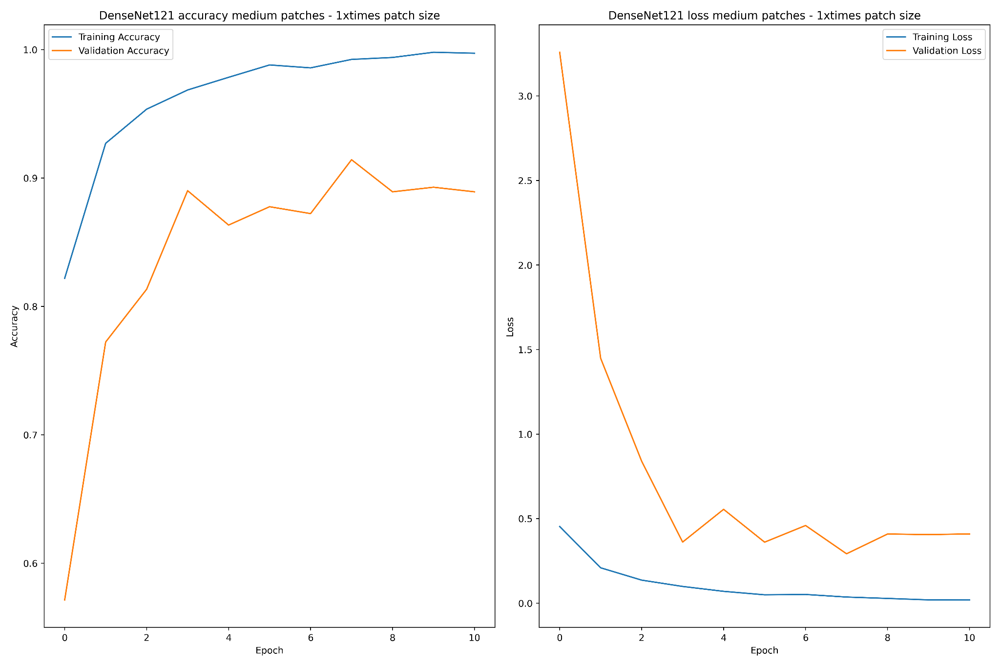 DenseNet121 accuracy medium patches - 1xtimes patch size
Training Accuracy
Validation Accuracy
1.0
0.9
0.8
0.7
0.6
Accuracy
0 2 4 6 8 10
Epoch
DenseNet121 loss medium patches - 1xtimes patch size
Training Loss
Validation Loss
3.0
2.5
2.0
1.5
1.0
0.5
0.0
Loss
0 2 4 6 8 10
Epoch